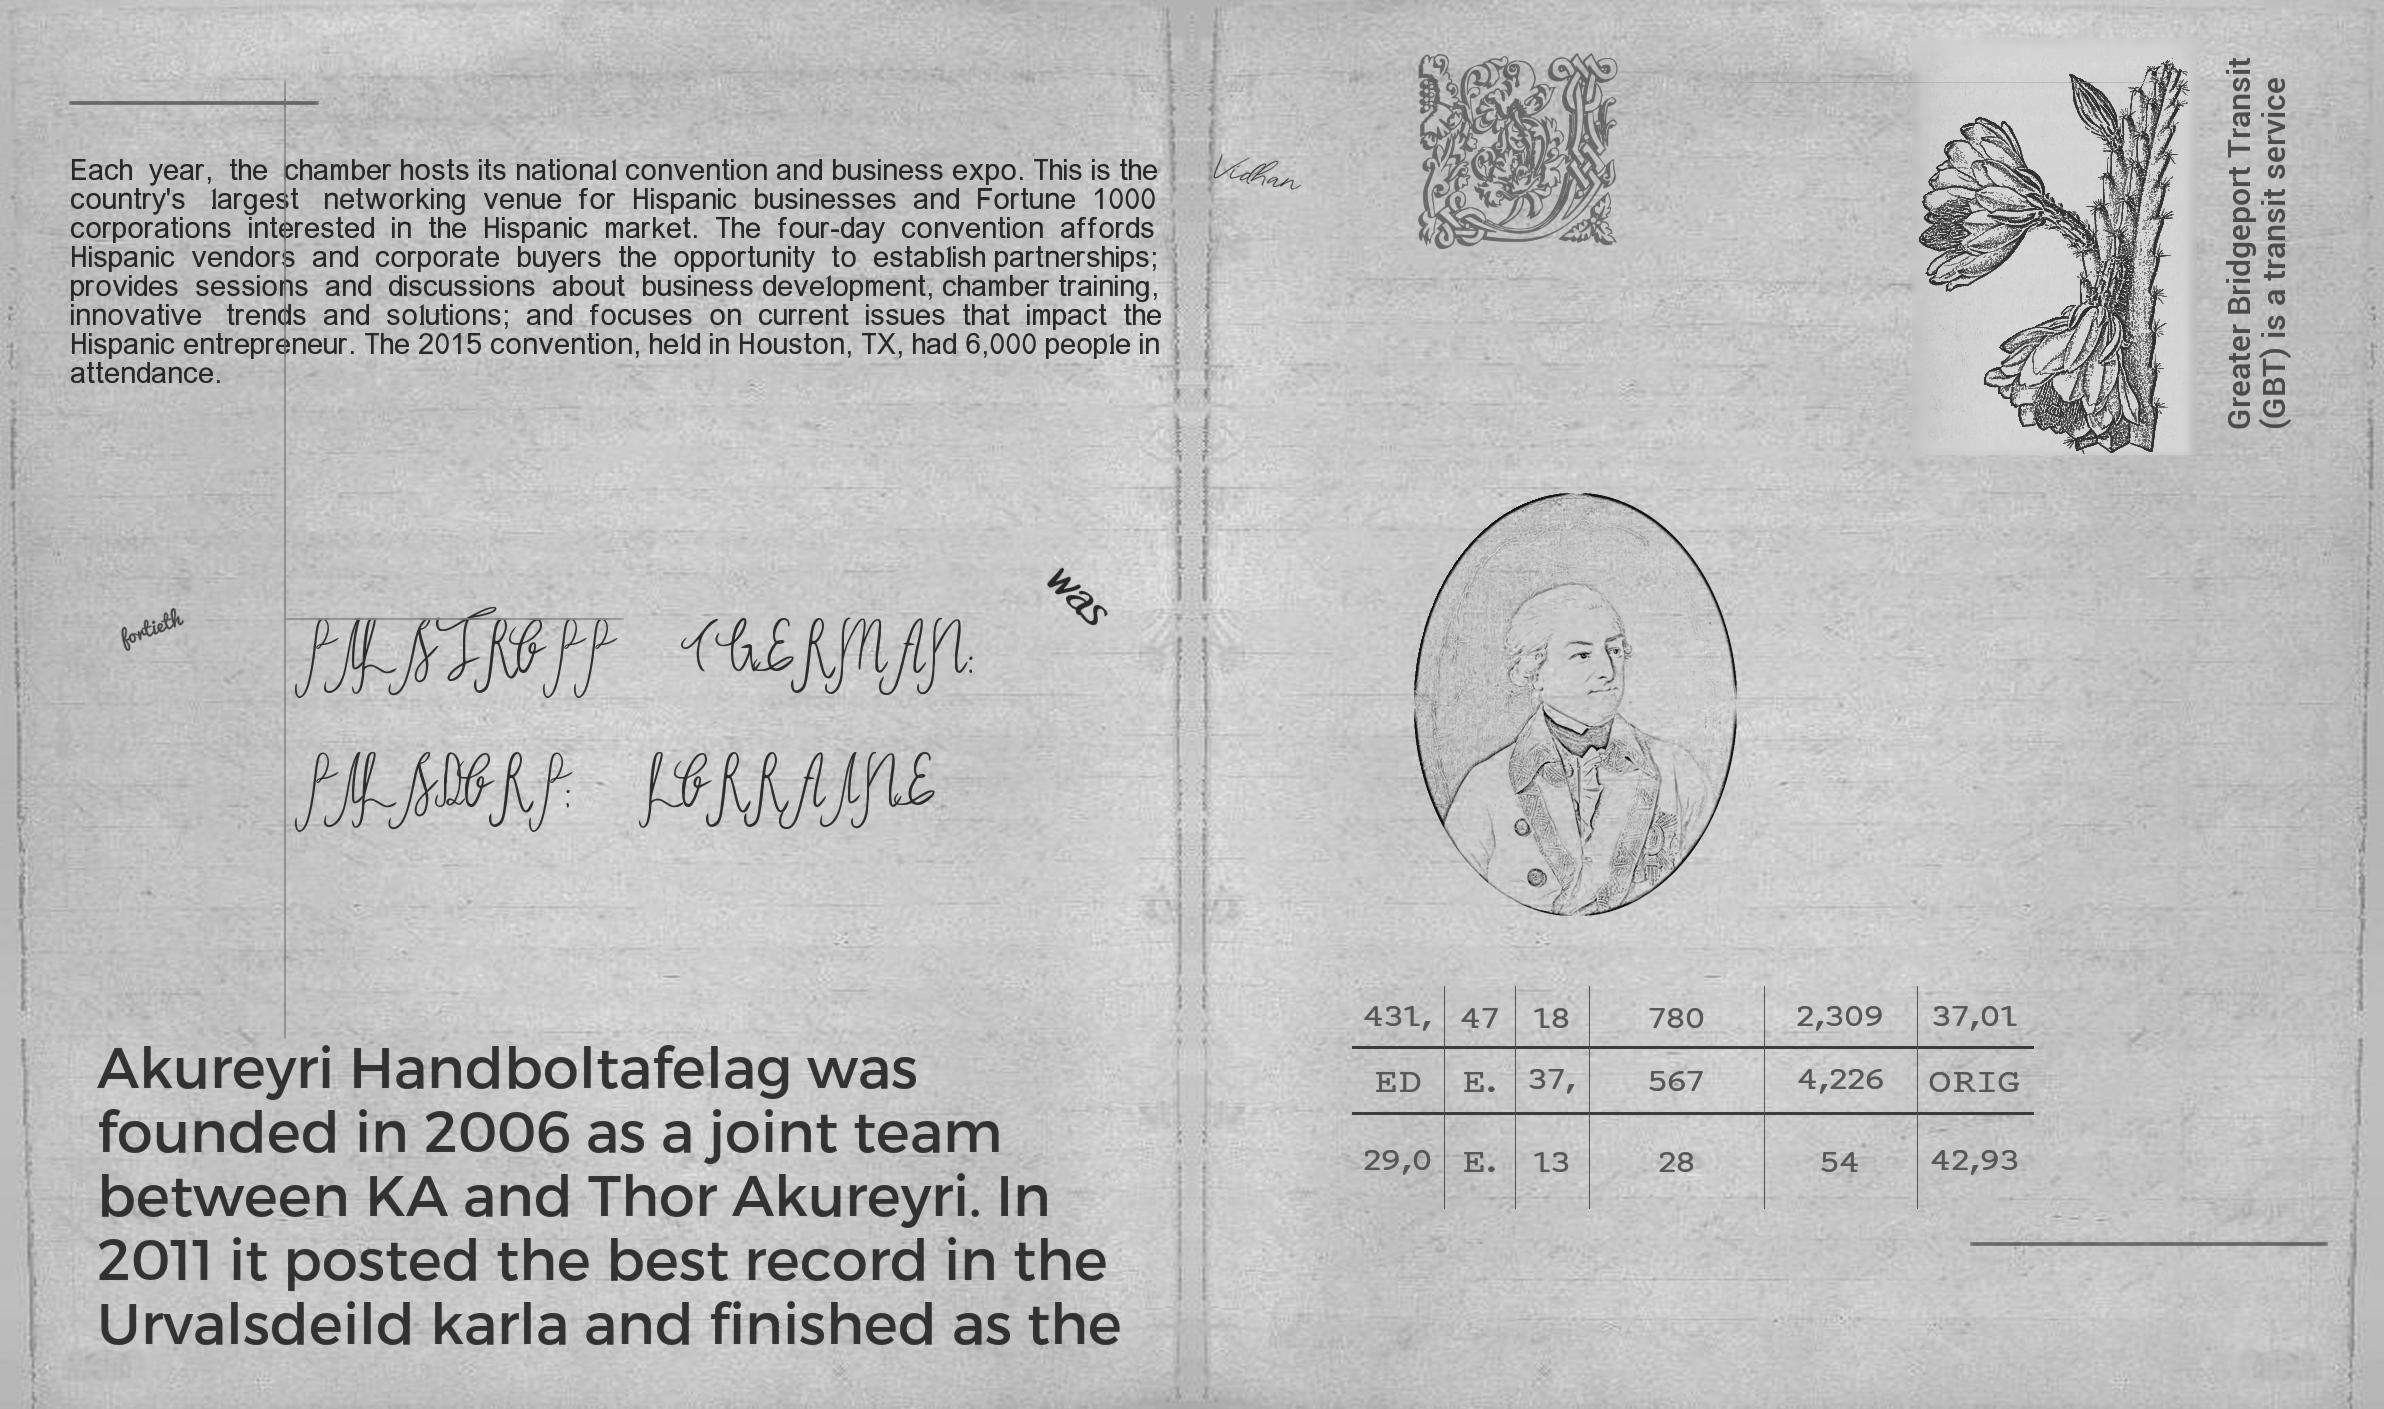 Each year, the chamber hosts its national convention and business expo. This is the
country's largest networking venue for Hispanic businesses and Fortune 1000
corporations interested in the Hispanic market. The four-day convention affords
Hispanic vendors and corporate buyers the opportunity to establish partnerships;
provides sessions and discussions about business development, chamber training,
innovative trends and solutions; and focuses on current issues that impact the
Hispanic entrepreneur. The 2015 convention, held in Houston, TX, had 6,000 people in
attendance.
was
fortieth
FILSTROFF (GERMAN:
FILSDORF; LORRAINE
Akureyri Handboltafelag was
founded in 2006 as a joint team
between KA and Thor Akureyri. In
2011 it posted the best record in the
Urvalsdeild karla and finished as the
Vidhan
Greater Bridgeport Transit
(GBT) is a transit service
431, 47 18 780 2,309 37,01
ED E. 37, 567 4,226 ORIG
29,0 E. 13 28 54 42,93